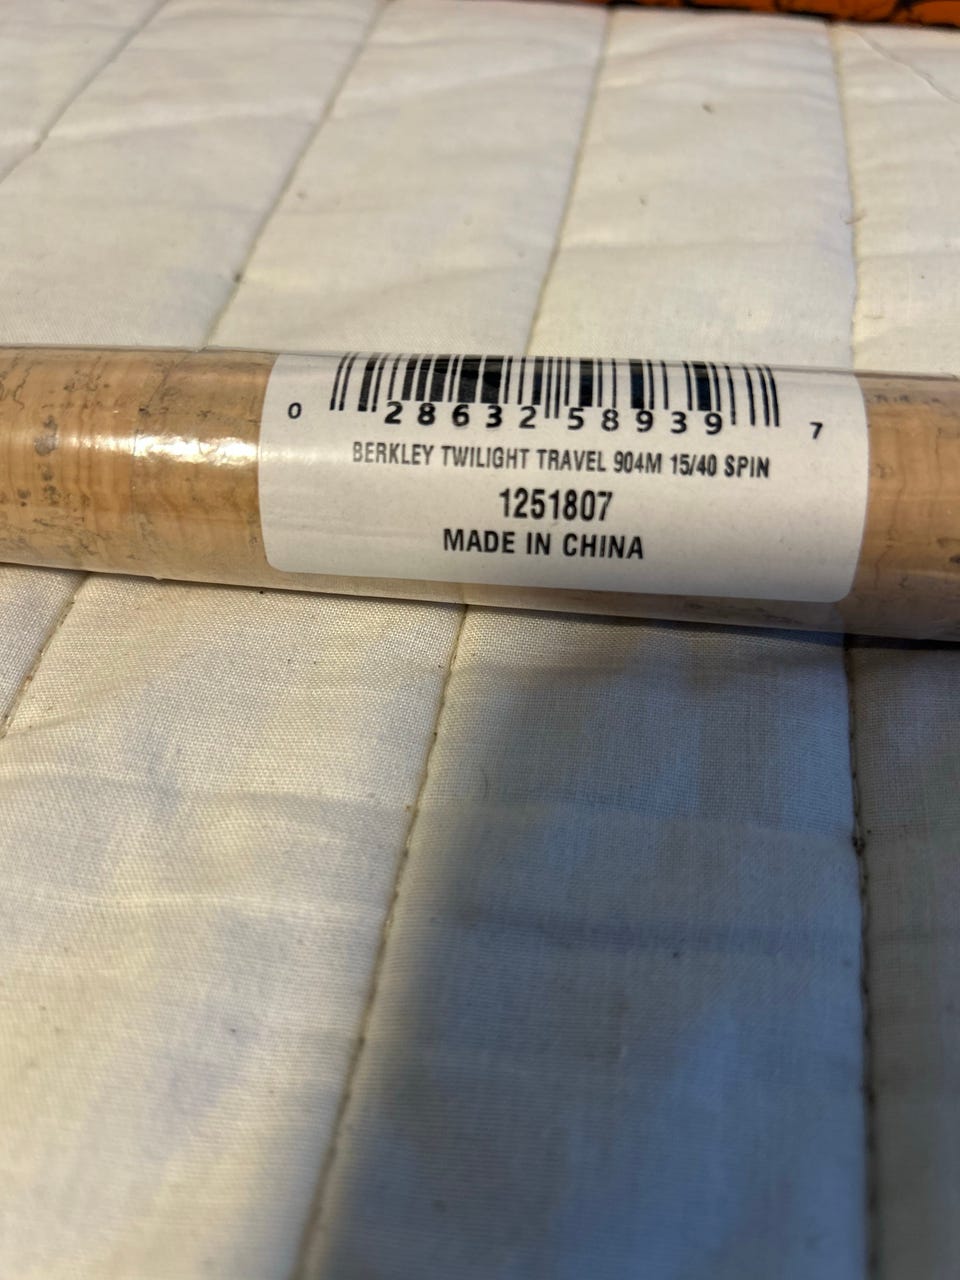 0 28632 58939 7
BERKLEY TWILIGHT TRAVEL 904M 15/40 SPIN
1251807
MADE IN CHINA